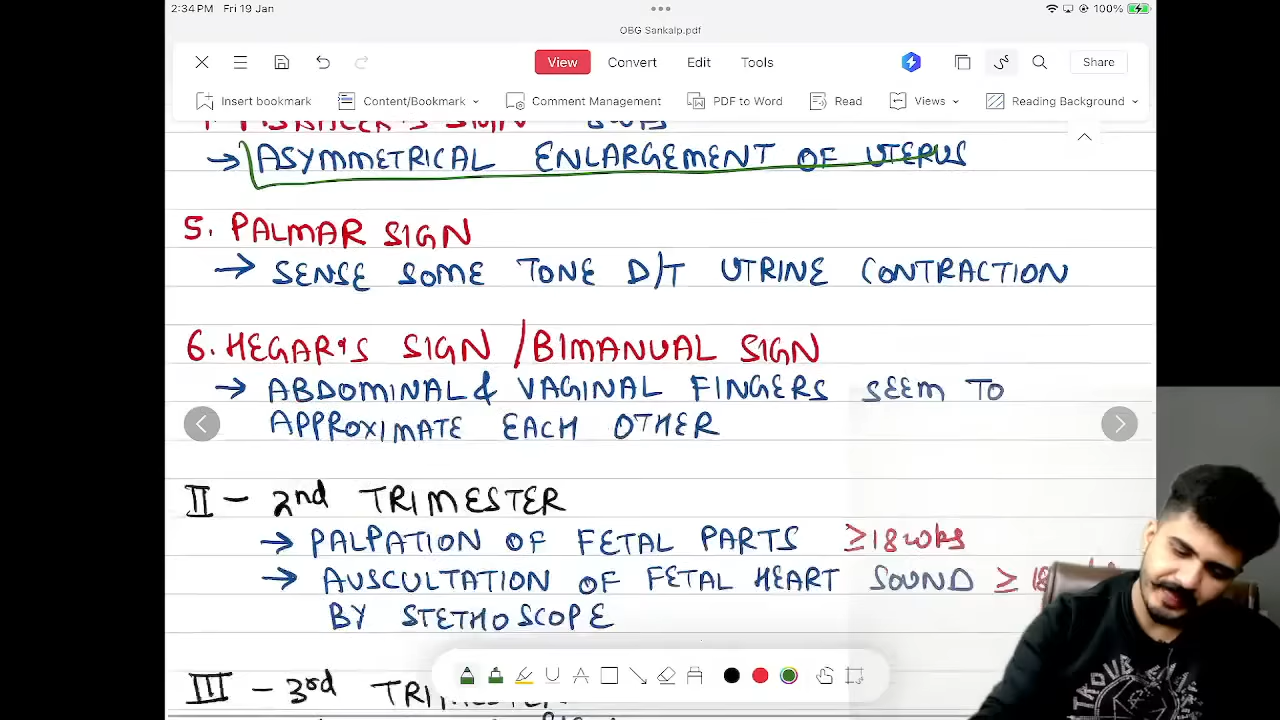 2:34 PM Fri 19 Jan
100%
OBG Sankalp.pdf
View Convert Edit Tools
Share
Insert bookmark Content/Bookmark Comment Management PDF to Word Read Views Reading Background
→ ASYMMETRICAL ENLARGEMENT OF UTERUS
5. PALMAR SIGN
→ SENSE SOME TONE D/T UTRINE CONTRACTION
6. HEGAR'S SIGN / BIMANUAL SIGN
→ ABDOMINAL & VAGINAL FINGERS SEEM TO
APPROXIMATE EACH OTHER
II - 2nd TRIMESTER
→ PALPATION OF FETAL PARTS ≥18 wks
→ AUSCULTATION OF FETAL HEART SOUND ≥ 18
BY STETHOSCOPE
III - 3rd